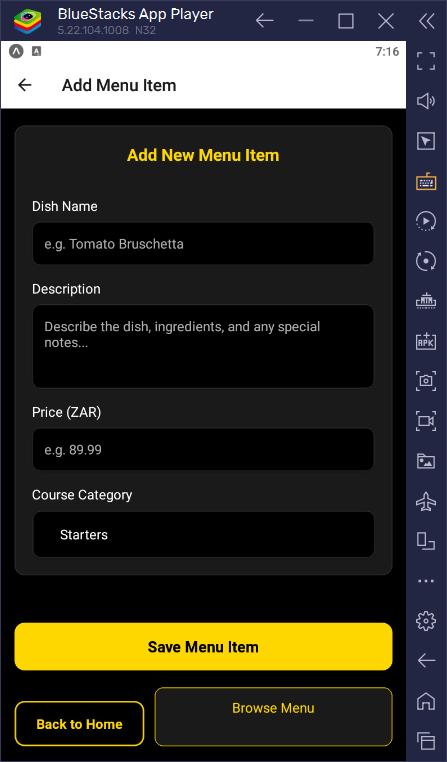 BlueStacks App Player
5.22.104.1008 N32
A A 7:16
Add Menu Item
Add New Menu Item
Dish Name
e.g. Tomato Bruschetta
Description
Describe the dish, ingredients, and any special
notes...
Price (ZAR)
e.g. 89.99
Course Category
Starters
Save Menu Item
Browse Menu
Back to Home
RTM
APK